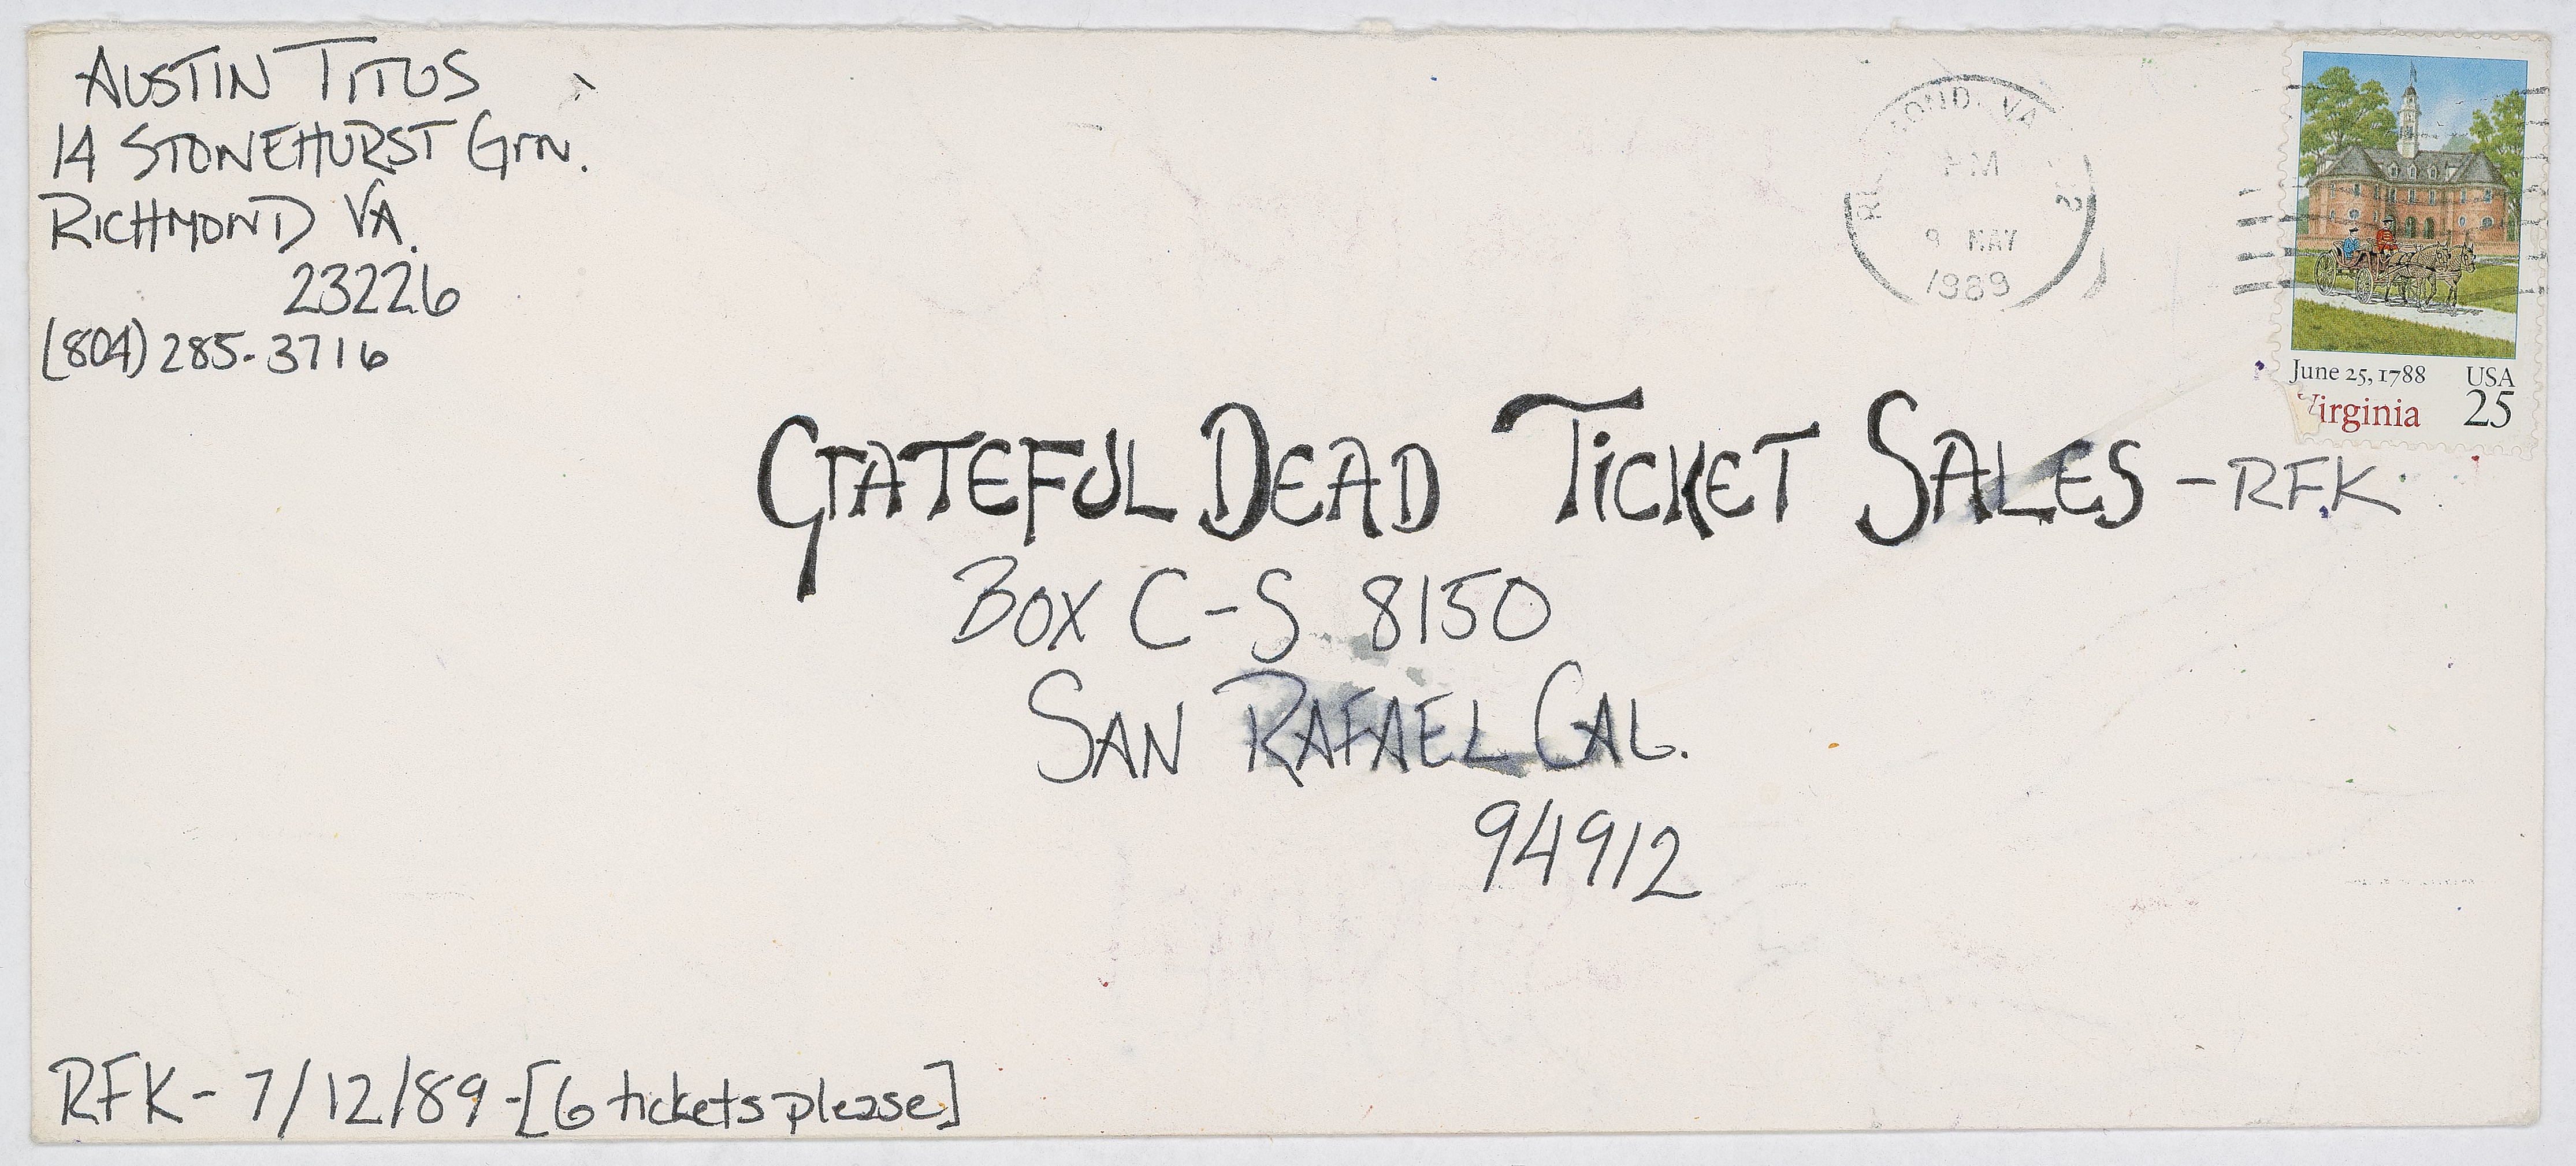 AUSTIN TITUS
14 STONEHURST GRN.
RICHMOND VA.
23226
(804) 285-3716
VA
PM
9 MAY
1989
June 25, 1788 USA
Virginia 25
GRATEFUL DEAD TICKET SALES - RFK
BOX C-S 8150
SAN RAFAEL CAL.
94912
RFK - 7/12/89 - [6 tickets please]